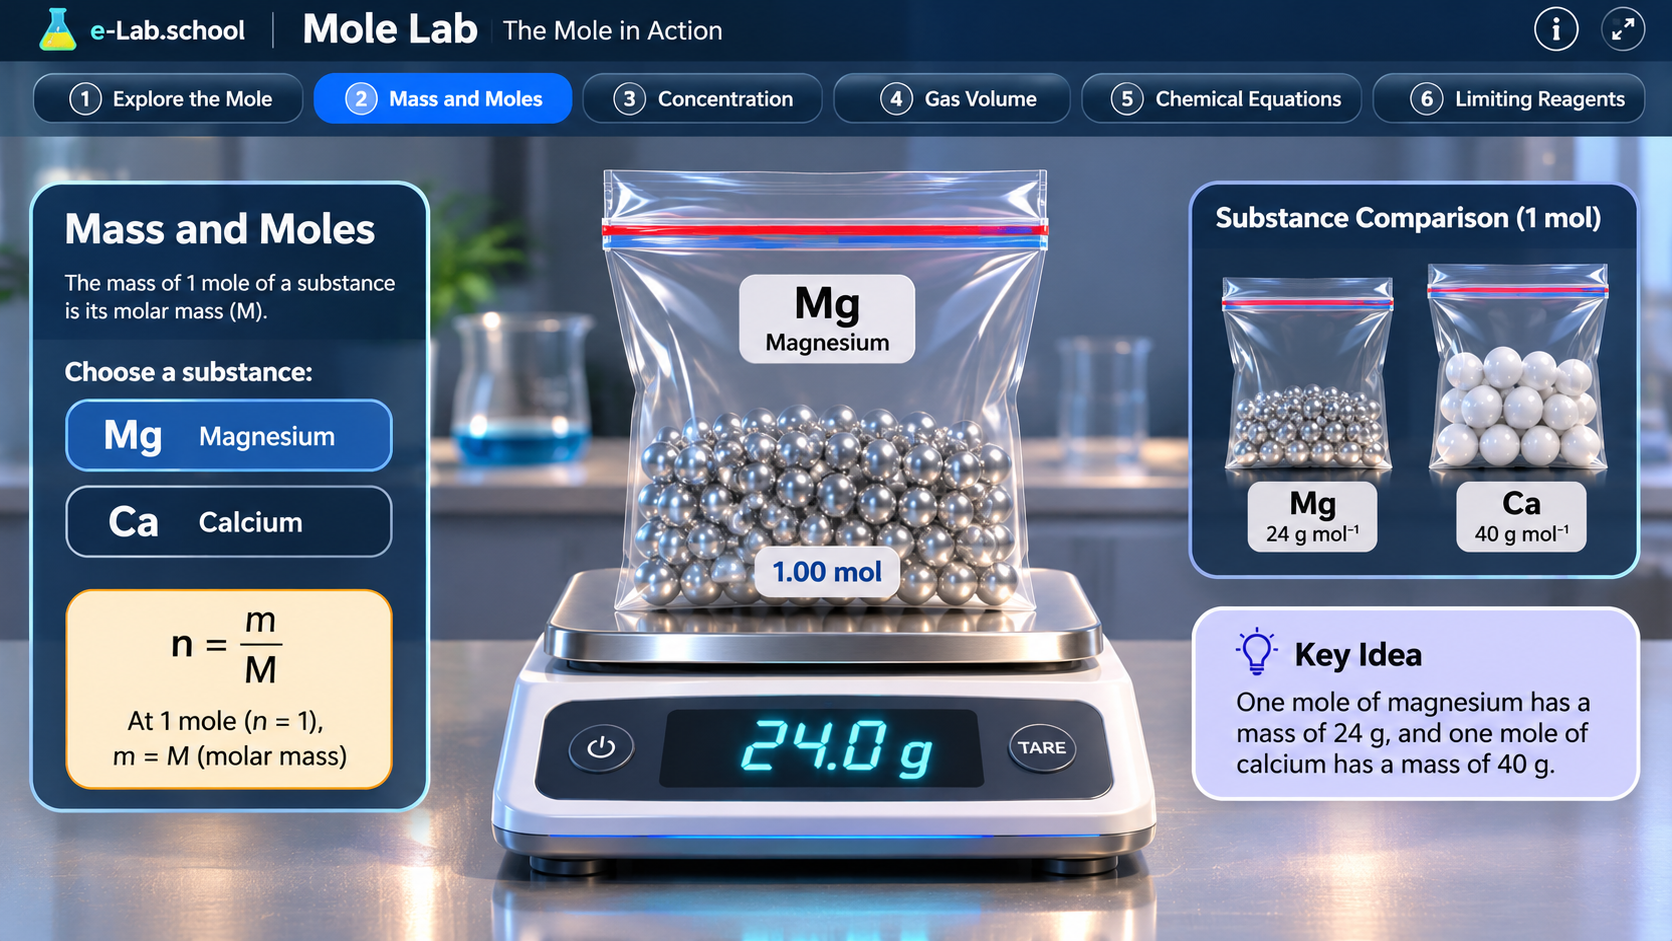 e-Lab.school
Mole Lab
The Mole in Action
i
1 Explore the Mole
2 Mass and Moles
3 Concentration
4 Gas Volume
5 Chemical Equations
6 Limiting Reagents
Mass and Moles
The mass of 1 mole of a substance
is its molar mass (M).
Choose a substance:
Mg Magnesium
Ca Calcium
n = m/M
At 1 mole (n = 1),
m = M (molar mass)
Mg
Magnesium
1.00 mol
24.0 g
TARE
Substance Comparison (1 mol)
Mg
24 g mol⁻¹
Ca
40 g mol⁻¹
Key Idea
One mole of magnesium has a
mass of 24 g, and one mole of
calcium has a mass of 40 g.